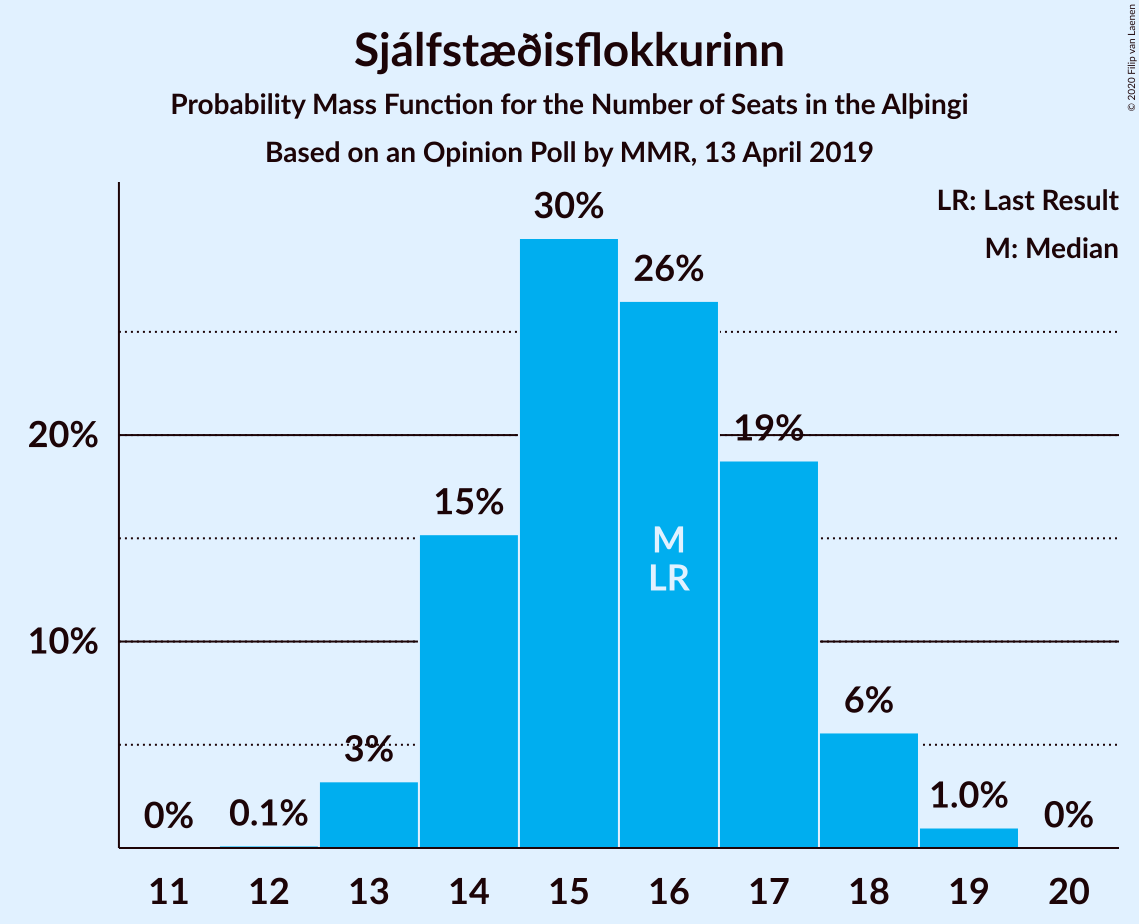 Sjálfstæðisflokkurinn
Probability Mass Function for the Number of Seats in the Alþingi
Based on an Opinion Poll by MMR, 13 April 2019
© 2020 Filip van Laenen
LR: Last Result
M: Median
30%
26%
20%
19%
15%
M
LR
10%
6%
3%
1.0%
0%
0.1%
0%
11 12 13 14 15 16 17 18 19 20